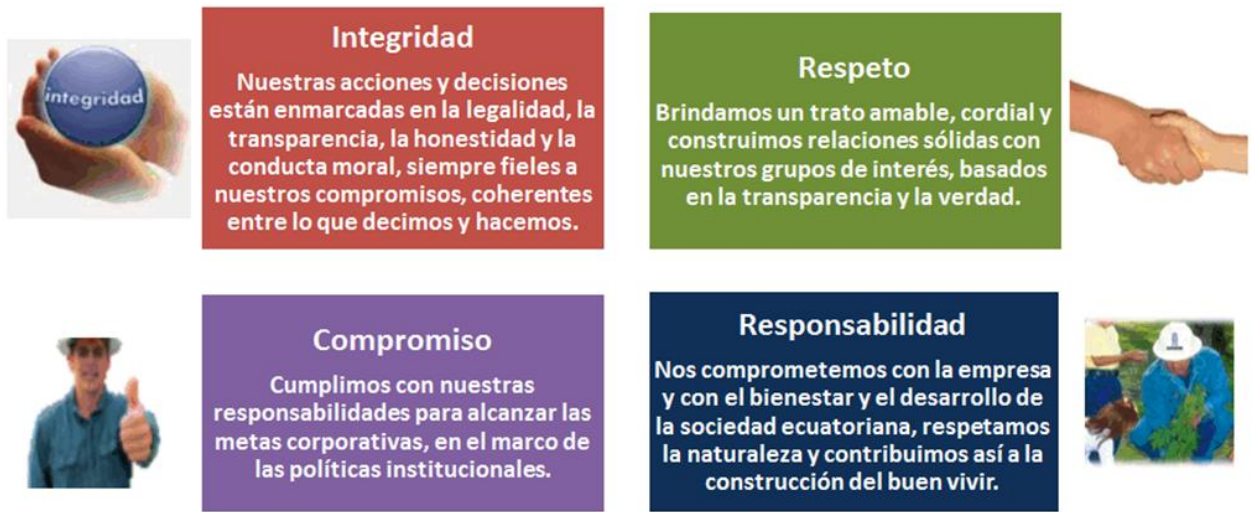 integridad
Integridad
Nuestras acciones y decisiones
están enmarcadas en la legalidad, la
transparencia, la honestidad y la
conducta moral, siempre fieles a
nuestros compromisos, coherentes
entre lo que decimos y hacemos.
Respeto
Brindamos un trato amable, cordial y
construimos relaciones sólidas con
nuestros grupos de interés, basados
en la transparencia y la verdad.
Compromiso
Cumplimos con nuestras
responsabilidades para alcanzar las
metas corporativas, en el marco de
las políticas institucionales.
Responsabilidad
Nos comprometemos con la empresa
y con el bienestar y el desarrollo de
la sociedad ecuatoriana, respetamos
la naturaleza y contribuimos así a la
construcción del buen vivir.